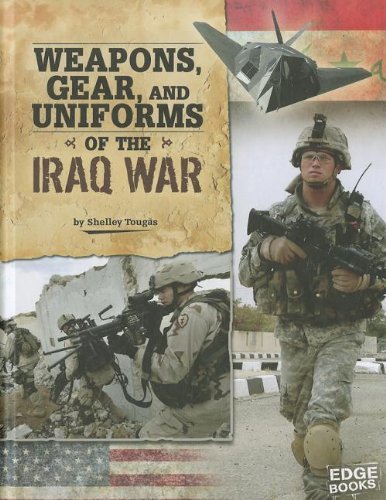 WEAPONS,
GEAR, AND
UNIFORMS
OF THE
IRAQ WAR
by Shelley Tougas
EDGE
BOOKS